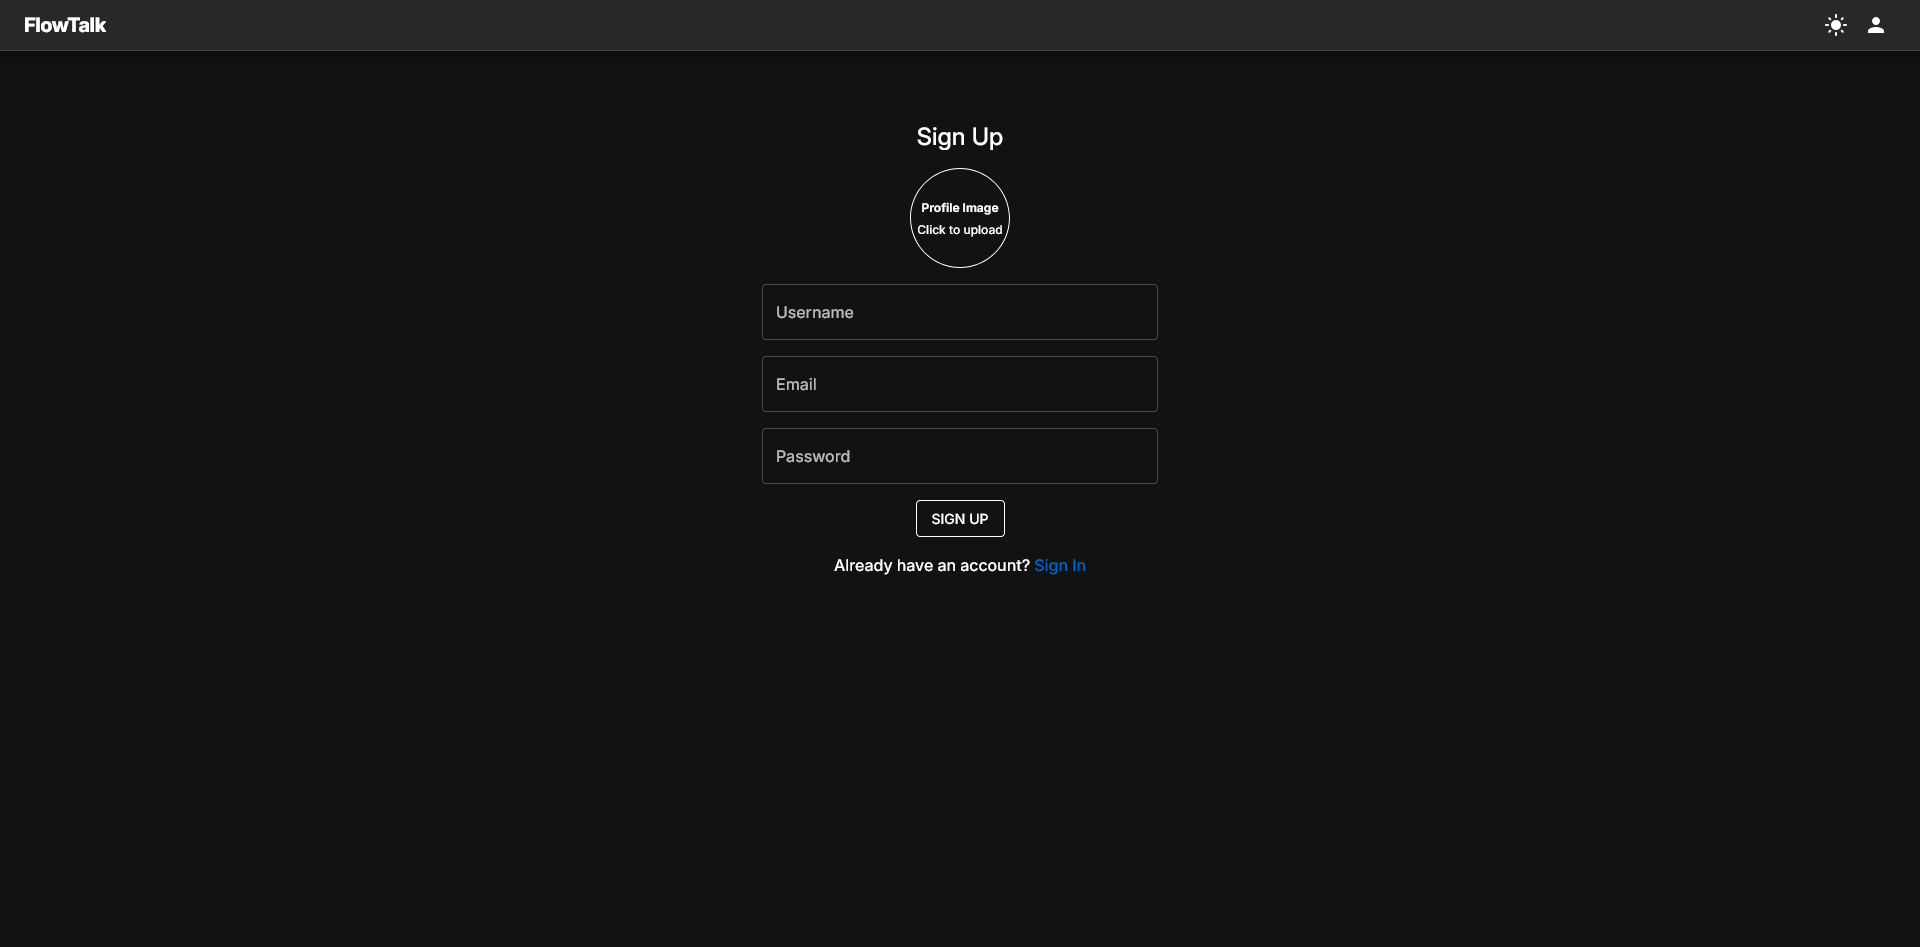 FlowTalk
Sign Up
Profile Image
Click to upload
Username
Email
Password
SIGN UP
Already have an account? Sign In